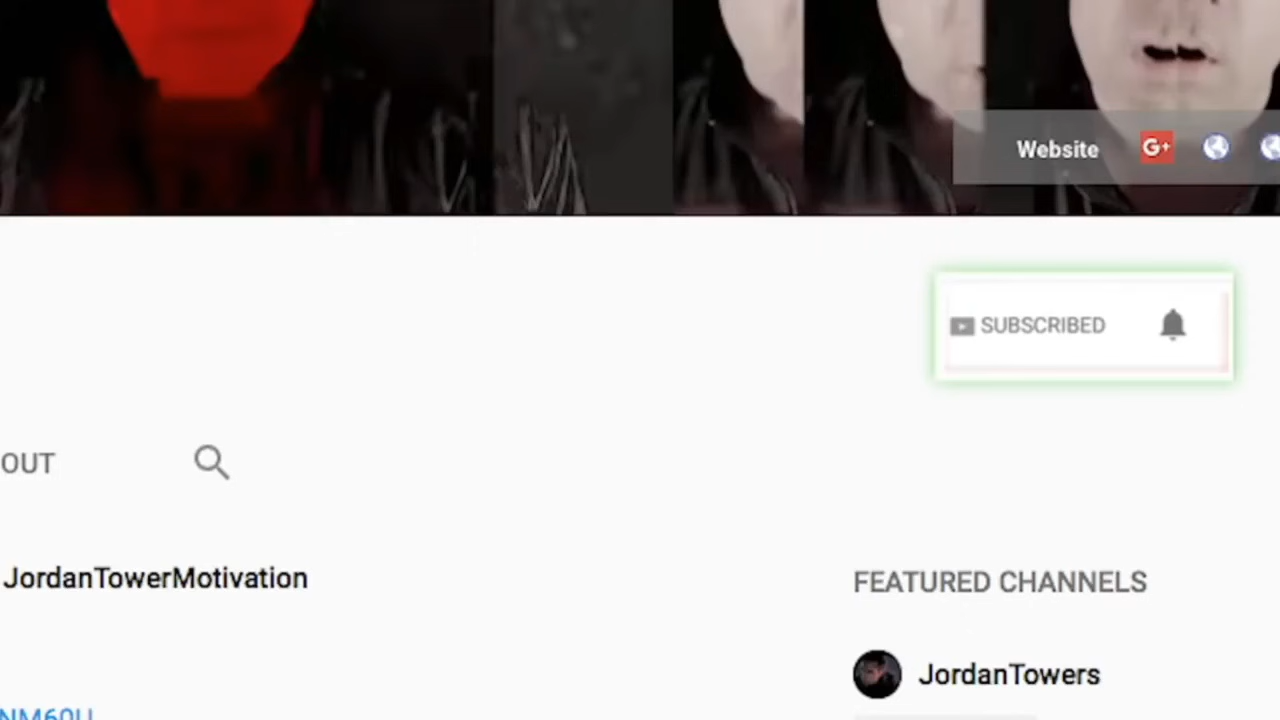 Website G+
SUBSCRIBED
OUT
JordanTowerMotivation
FEATURED CHANNELS
JordanTowers